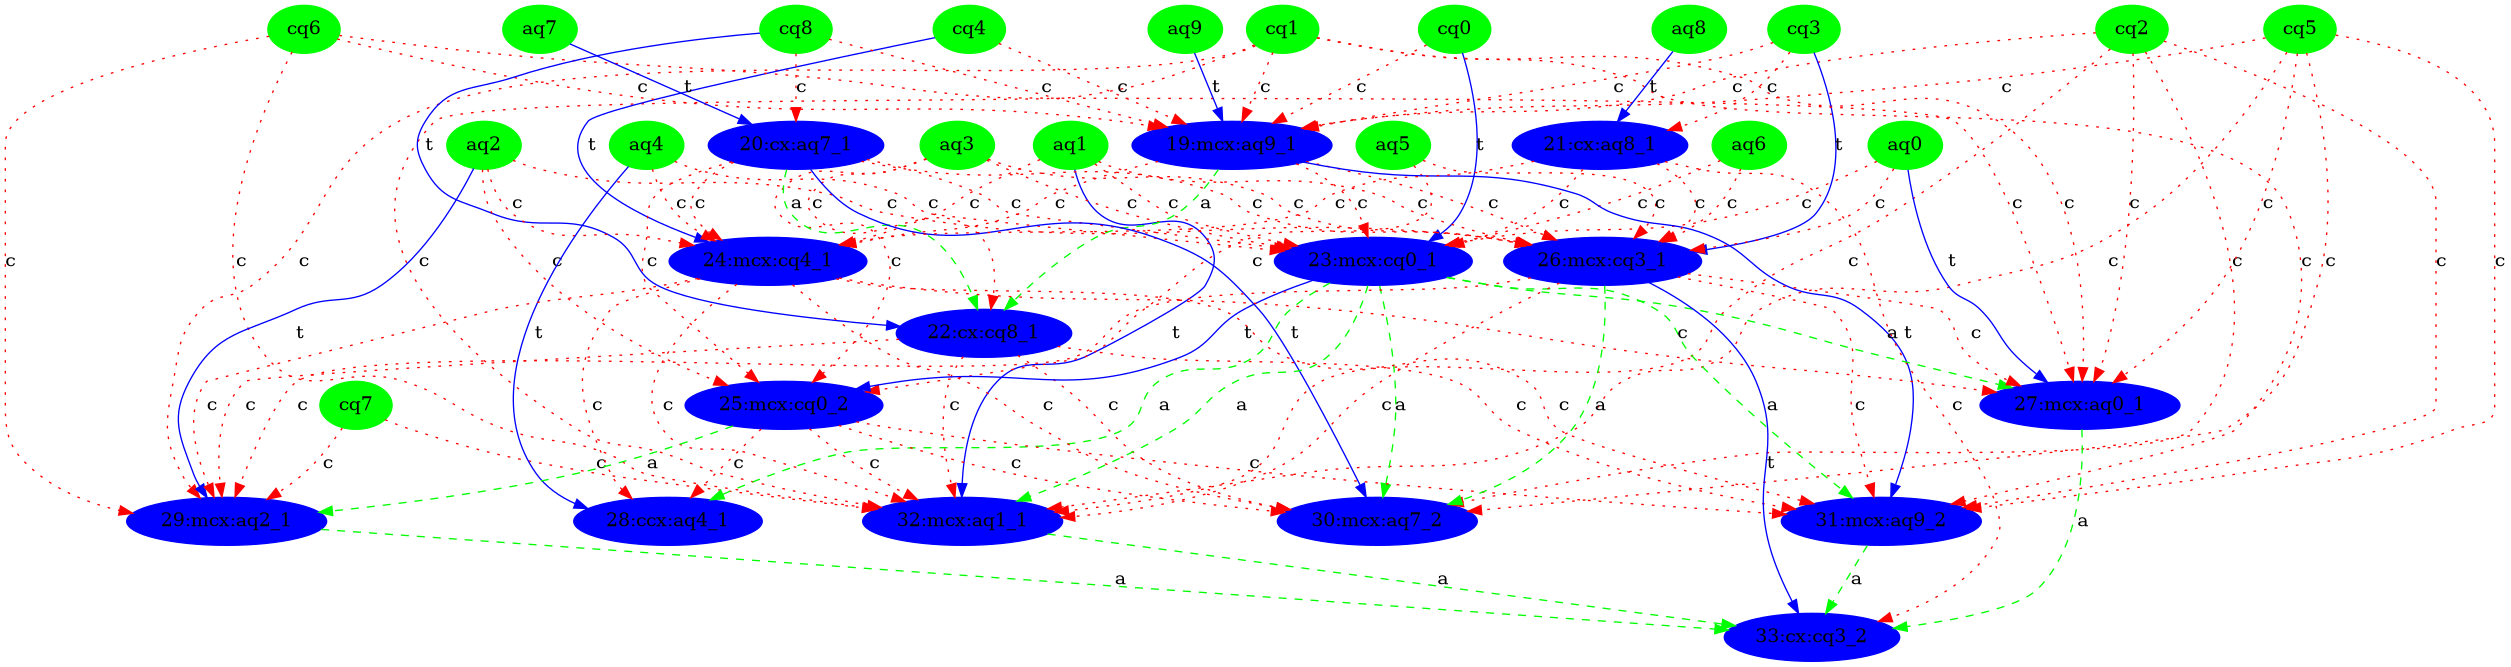 cq6 aq7 cq8 cq4 aq9 cq1 cq0 aq8 cq3 cq2 cq5
c t c c c c c t c c c
aq2 aq4 20:cx:aq7_1 aq3 aq1 19:mcx:aq9_1 aq5 21:cx:aq8_1 aq6 aq0
t t t t
c c c c a c c c c c a c c c c c c c c c c
24:mcx:cq4_1 23:mcx:cq0_1 26:mcx:cq3_1
c c c c c t c c c c c c
t t 22:cx:cq8_1 t t c c a t
cq7 25:mcx:cq0_2 27:mcx:aq0_1
c c c c c c c c c a a a a c c c c
c c a c c c c t
29:mcx:aq2_1 28:ccx:aq4_1 32:mcx:aq1_1 30:mcx:aq7_2 31:mcx:aq9_2
a a a a
33:cx:cq3_2